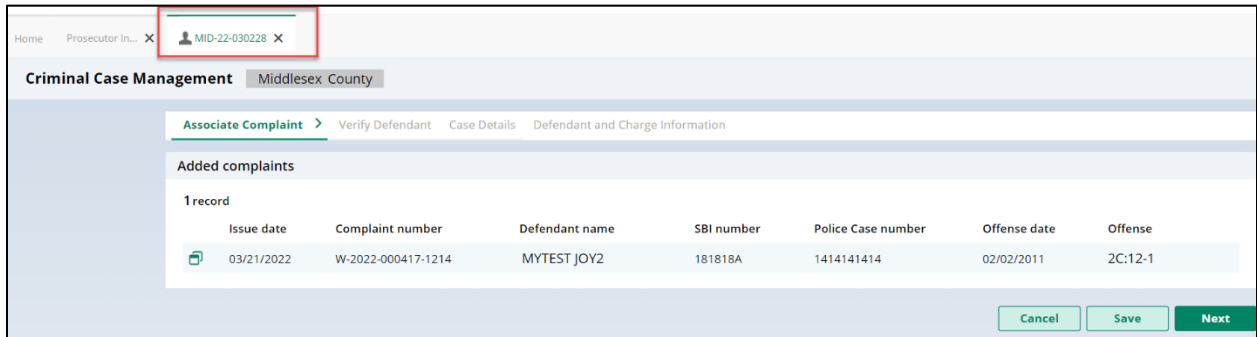 Home Prosecutor In... X MID-22-030228 X
Criminal Case Management Middlesex County
Associate Complaint > Verify Defendant Case Details Defendant and Charge Information
Added complaints
1 record
Issue date Complaint number Defendant name SBI number Police Case number Offense date Offense
03/21/2022 W-2022-000417-1214 MYTEST JOY2 181818A 1414141414 02/02/2011 2C:12-1
Cancel Save Next